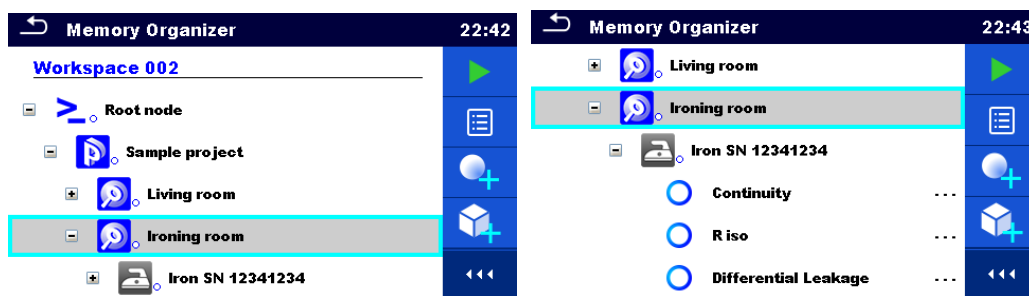 Memory Organizer 22:42
Workspace 002
Root node
Sample project
Living room
Ironing room
Iron SN 12341234
Memory Organizer 22:43
Living room
Ironing room
Iron SN 12341234
Continuity ---
R iso ---
Differential Leakage ---